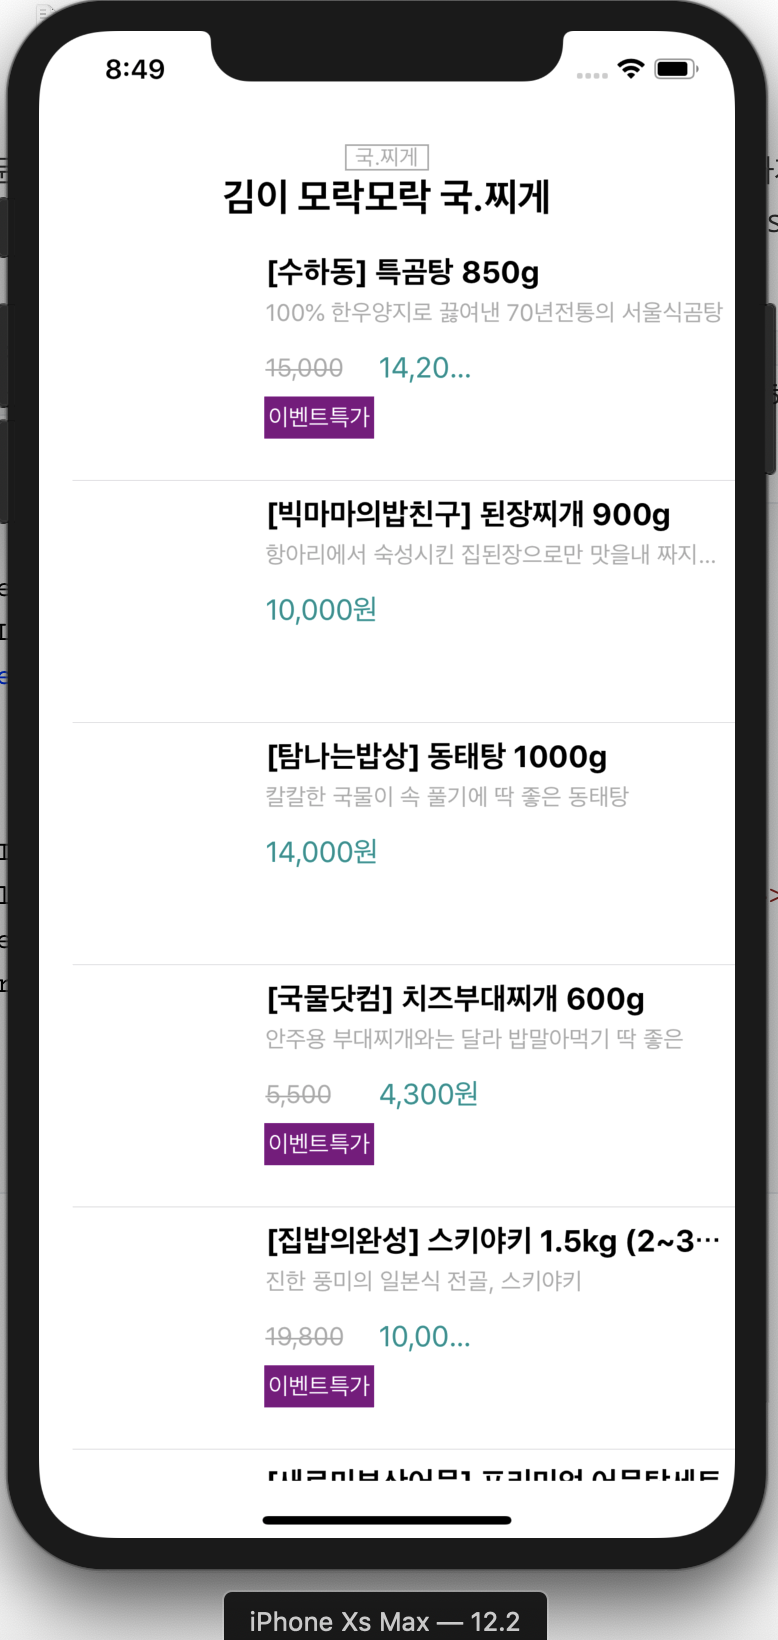 8:49
국.찌게
김이 모락모락 국.찌게
[수하동] 특곰탕 850g
100% 한우양지로 끓여낸 70년전통의 서울식곰탕
15,000 14,20...
이벤트특가
[빅마마의밥친구] 된장찌개 900g
항아리에서 숙성시킨 집된장으로만 맛을내 짜지...
10,000원
[탐나는밥상] 동태탕 1000g
칼칼한 국물이 속 풀기에 딱 좋은 동태탕
14,000원
[국물닷컴] 치즈부대찌개 600g
안주용 부대찌개와는 달라 밥말아먹기 딱 좋은
5,500 4,300원
이벤트특가
[집밥의완성] 스키야키 1.5kg (2~3…
진한 풍미의 일본식 전골, 스키야키
19,800 10,00...
이벤트특가
iPhone Xs Max — 12.2